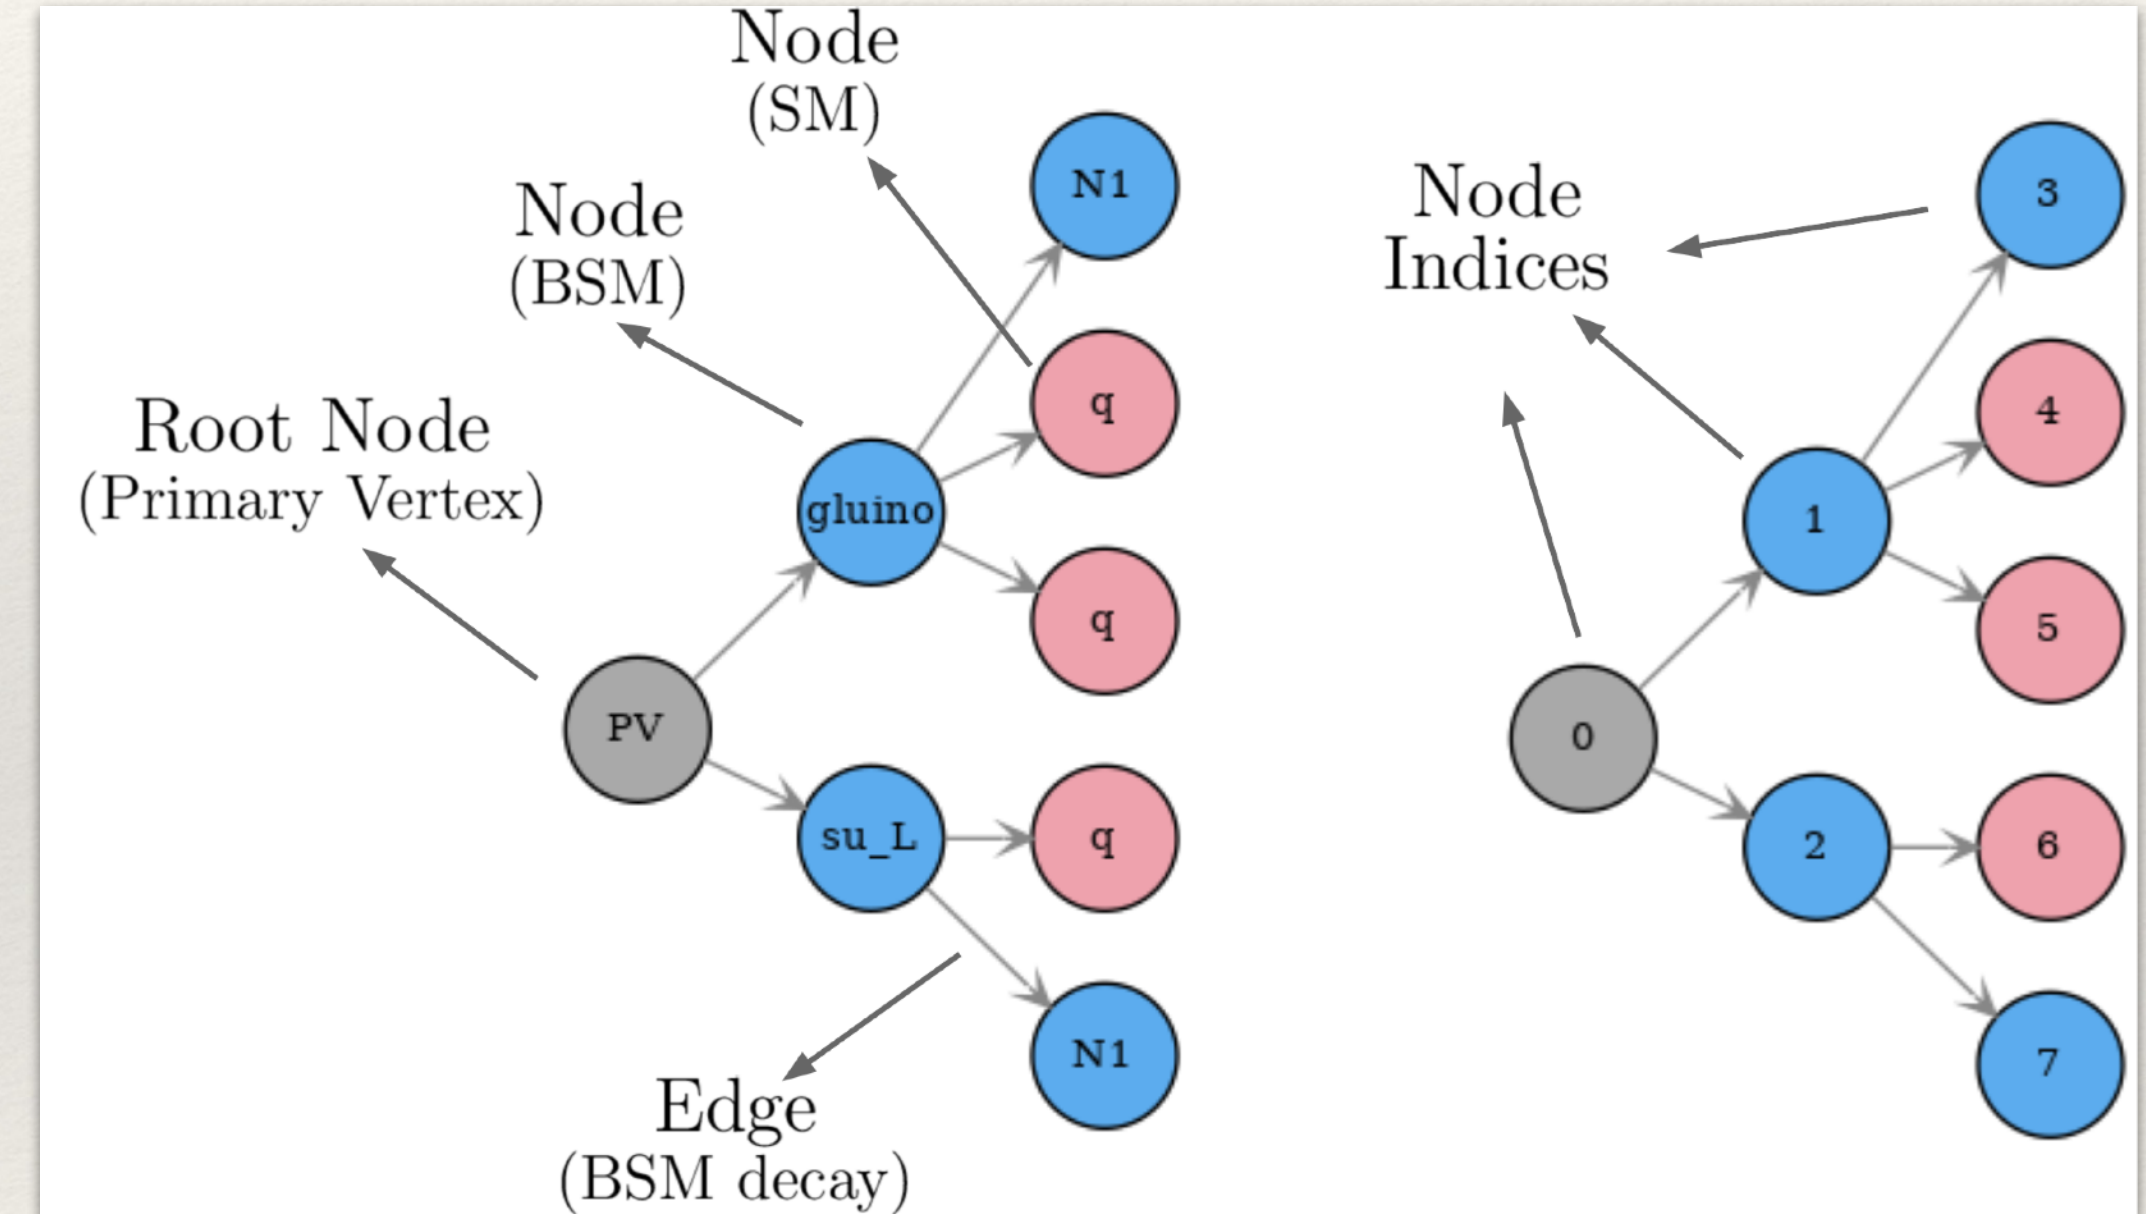 Node
(SM)
Node
(BSM)
Root Node
(Primary Vertex)
Edge
(BSM decay)
PV
gluino
su_L
N1
q
q
q
N1
Node
Indices
0
1
2
3
4
5
6
7